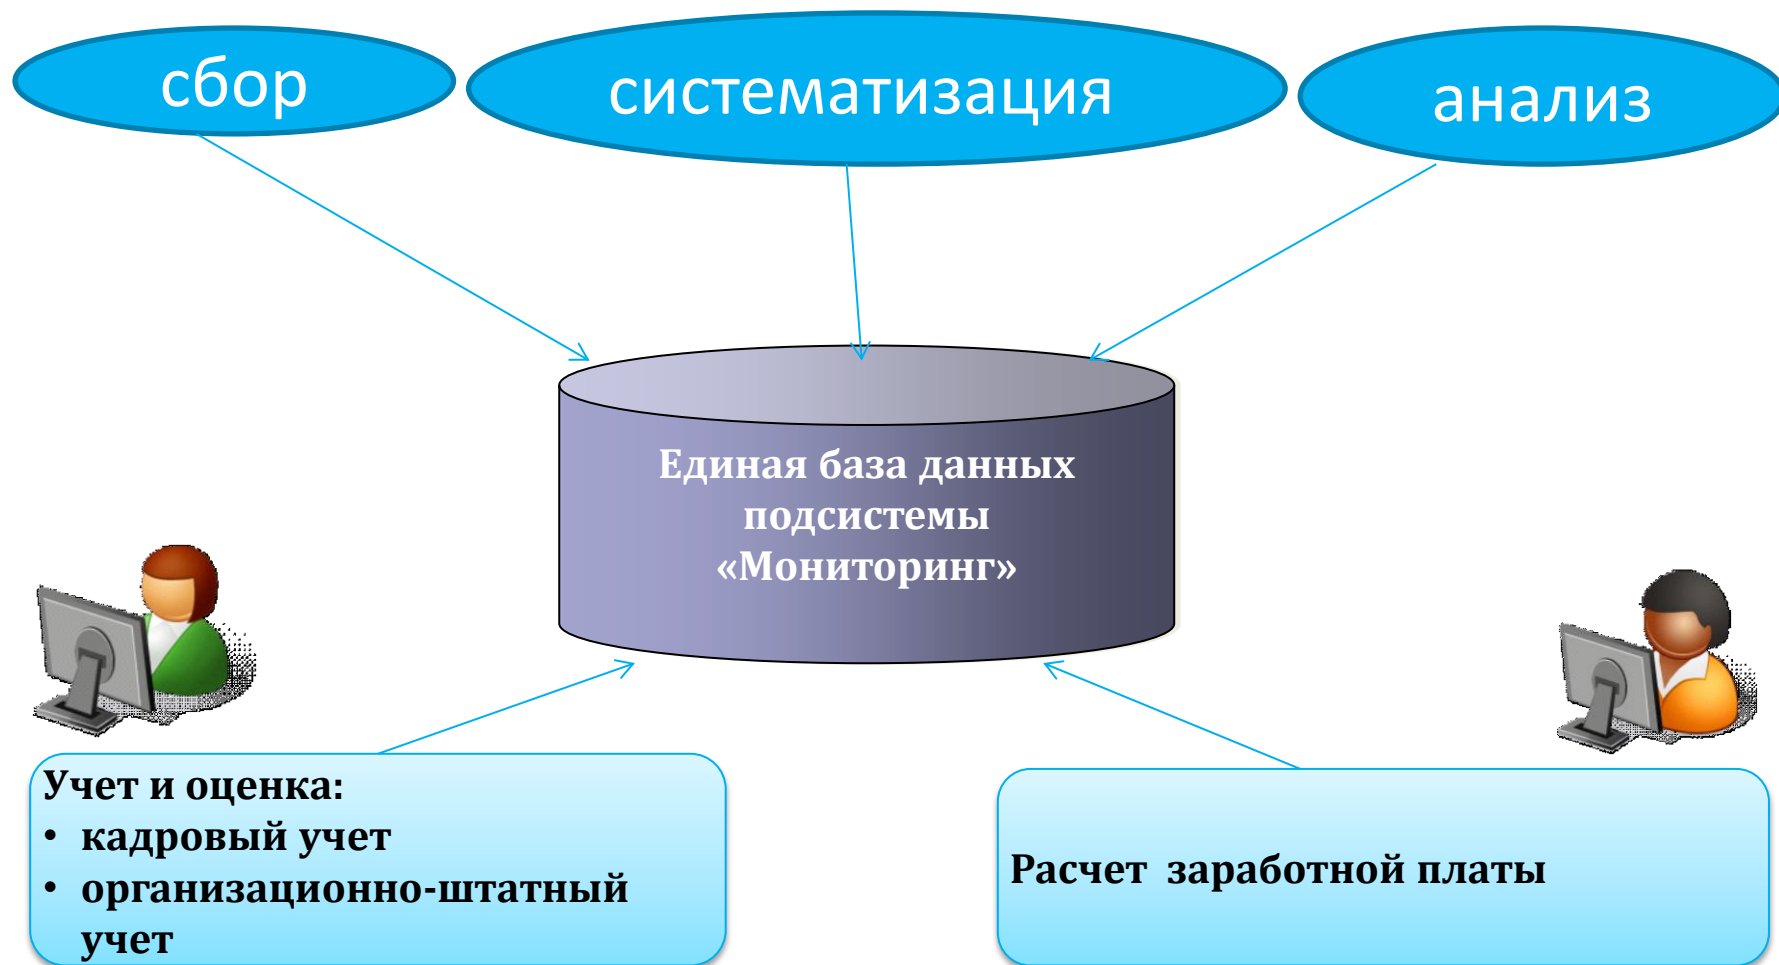 сбор
систематизация
анализ
Единая база данных
подсистемы
«Мониторинг»
Учет и оценка:
• кадровый учет
• организационно-штатный
учет
Расчет заработной платы